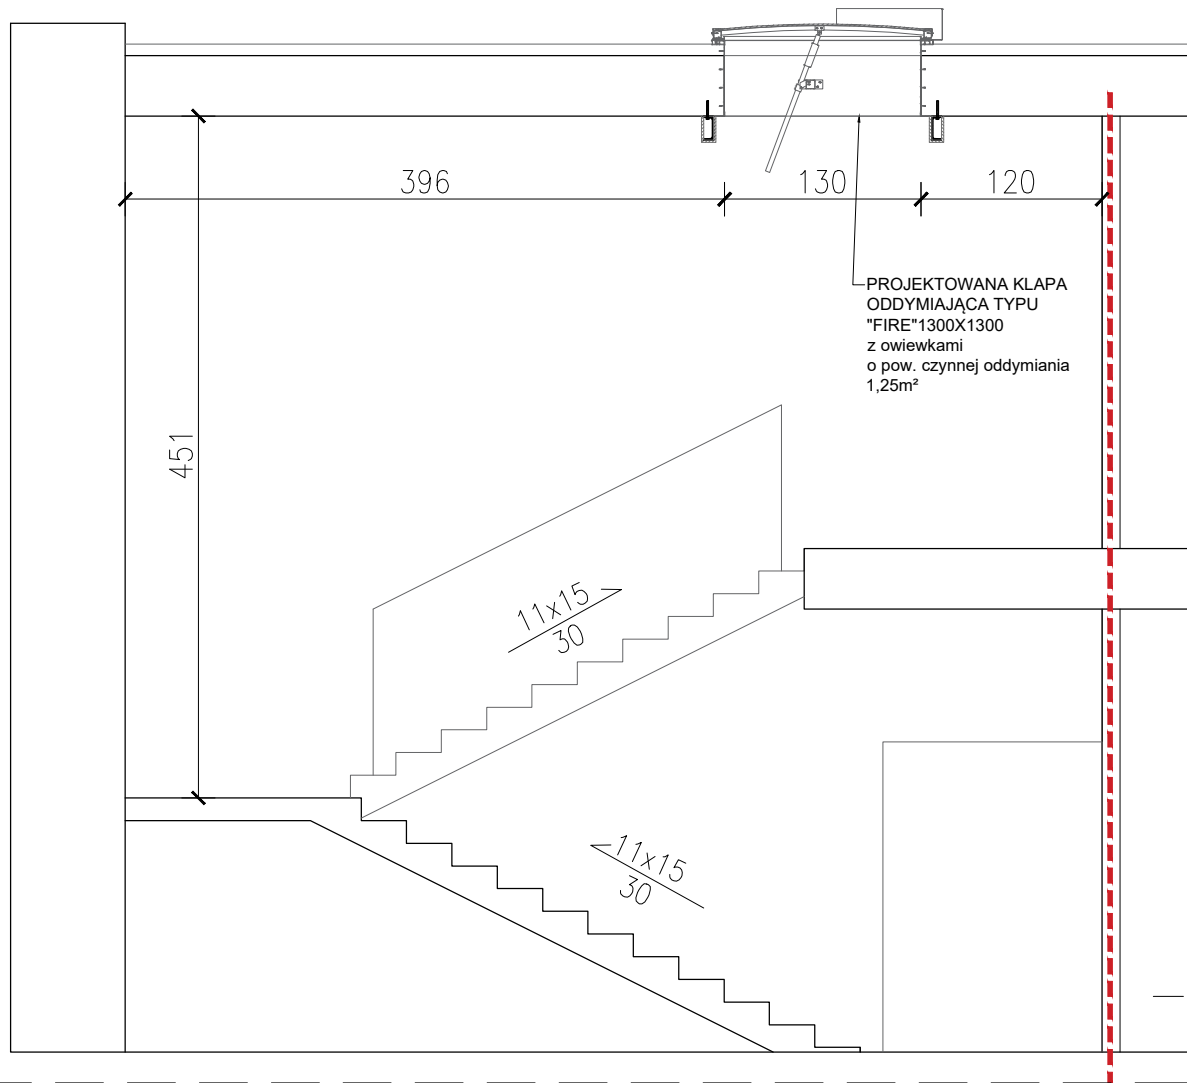 396
130
120
PROJEKTOWANA KLAPA
ODDYMIAJĄCA TYPU
"FIRE"1300X1300
z owiewkami
o pow. czynnej oddymiania
1,25m²
451
11x15
30
11x15
30